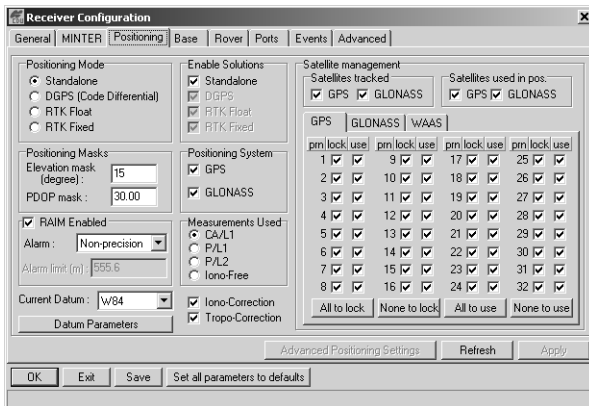 Receiver Configuration
General MINTER Positioning Base Rover Ports Events Advanced
Positioning Mode
Standalone
DGPS (Code Differential)
RTK Float
RTK Fixed
Enable Solutions
Standalone
DGPS
RTK Float
RTK Fixed
Satellite management
Satellites tracked
GPS GLONASS
Satellites used in pos.
GPS GLONASS
GPS GLONASS WAAS
prn lock use prn lock use prn lock use prn lock use
1 9 17 25
2 10 18 26
3 11 19 27
4 12 20 28
5 13 21 29
6 14 22 30
7 15 23 31
8 16 24 32
All to lock None to lock All to use None to use
Positioning Masks
Elevation mask
(degree) : 15
PDOP mask : 30.00
Positioning System
GPS
GLONASS
RAIM Enabled
Alarm : Non-precision
Alarm limit (m) : 555.6
Measurements Used
CA/L1
P/L1
P/L2
Iono-Free
Current Datum : W84
Datum Parameters
Iono-Correction
Tropo-Correction
Advanced Positioning Settings Refresh Apply
OK Exit Save Set all parameters to defaults